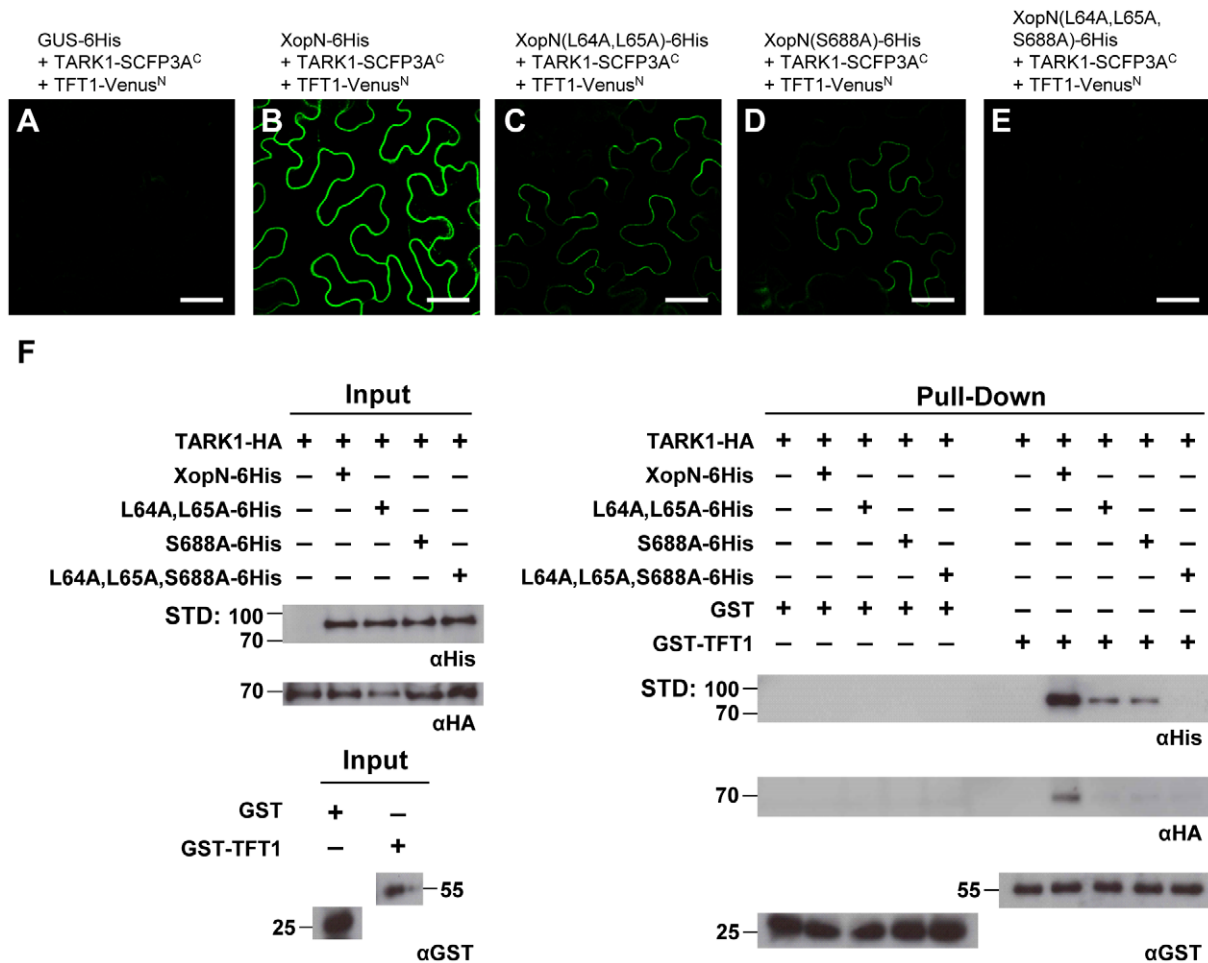 GUS-6His
+ TARK1-SCFP3Aᶜ
+ TFT1-Venusᴺ
XopN-6His
+ TARK1-SCFP3Aᶜ
+ TFT1-Venusᴺ
XopN(L64A,L65A)-6His
+ TARK1-SCFP3Aᶜ
+ TFT1-Venusᴺ
XopN(S688A)-6His
+ TARK1-SCFP3Aᶜ
+ TFT1-Venusᴺ
XopN(L64A,L65A,
S688A)-6His
+ TARK1-SCFP3Aᶜ
+ TFT1-Venusᴺ
A B C D E
F
Input
TARK1-HA + + + + +
XopN-6His – + – – –
L64A,L65A-6His – – + – –
S688A-6His – – – + –
L64A,L65A,S688A-6His – – – – +
STD: 100
70
αHis
70
αHA
Input
GST + –
GST-TFT1 – +
55
25
αGST
Pull-Down
TARK1-HA + + + + + + + + + +
XopN-6His – + – – – – + – – –
L64A,L65A-6His – – + – – – – + – –
S688A-6His – – – + – – – – + –
L64A,L65A,S688A-6His – – – – + – – – – +
GST + + + + + – – – – –
GST-TFT1 – – – – – + + + + +
STD: 100
70
αHis
70
αHA
55
25
αGST